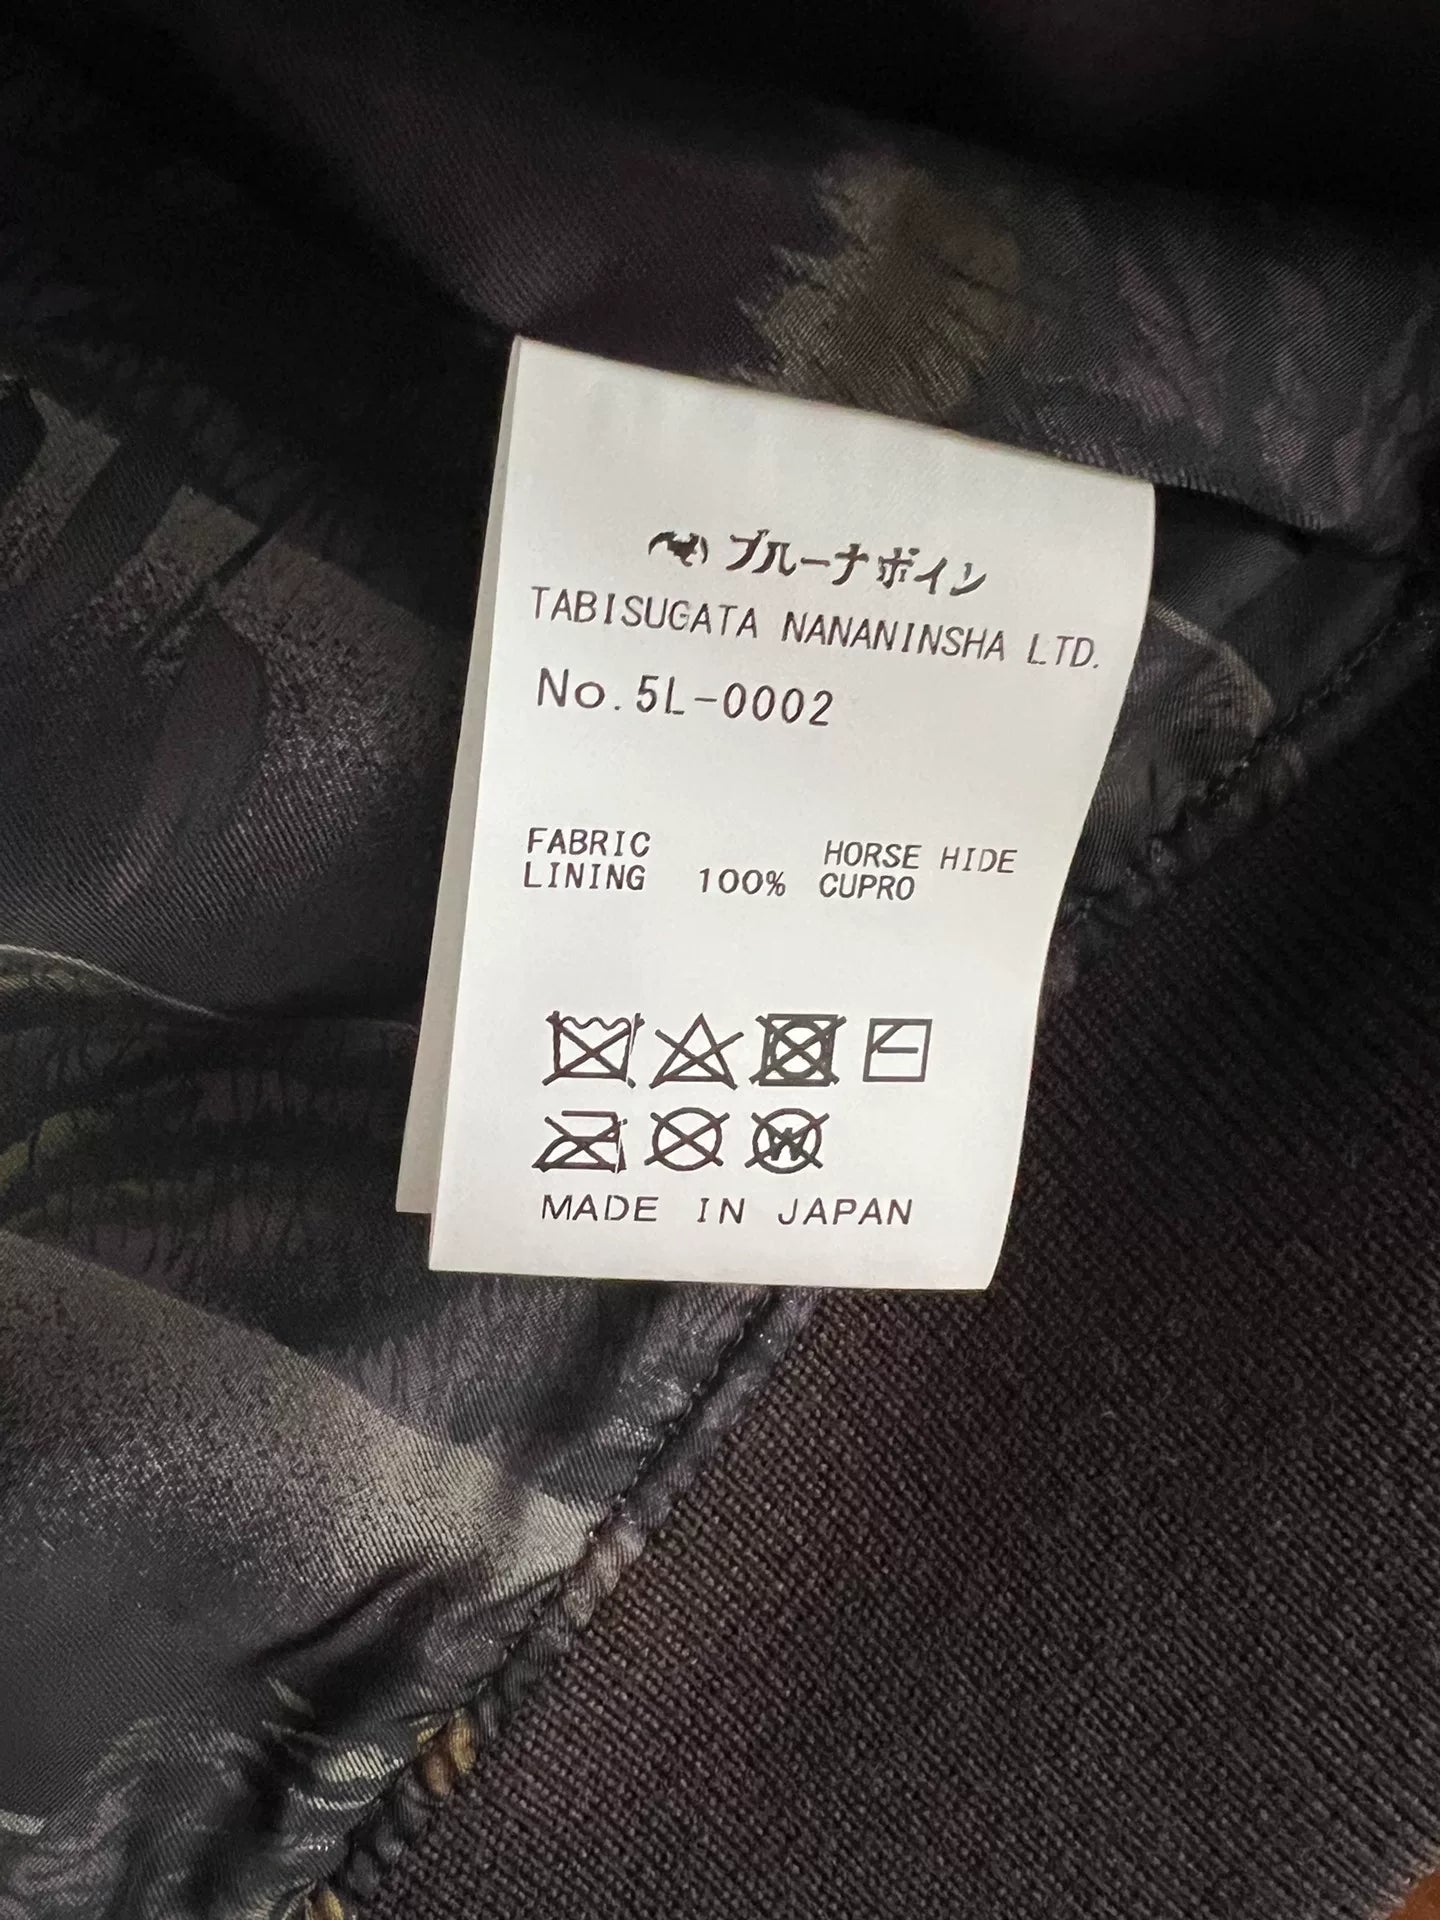 ブルーナボイン
TABISUGATA NANANINSHA LTD.
No.5L-0002
FABRIC HORSE HIDE
LINING 100% CUPRO
W
MADE IN JAPAN